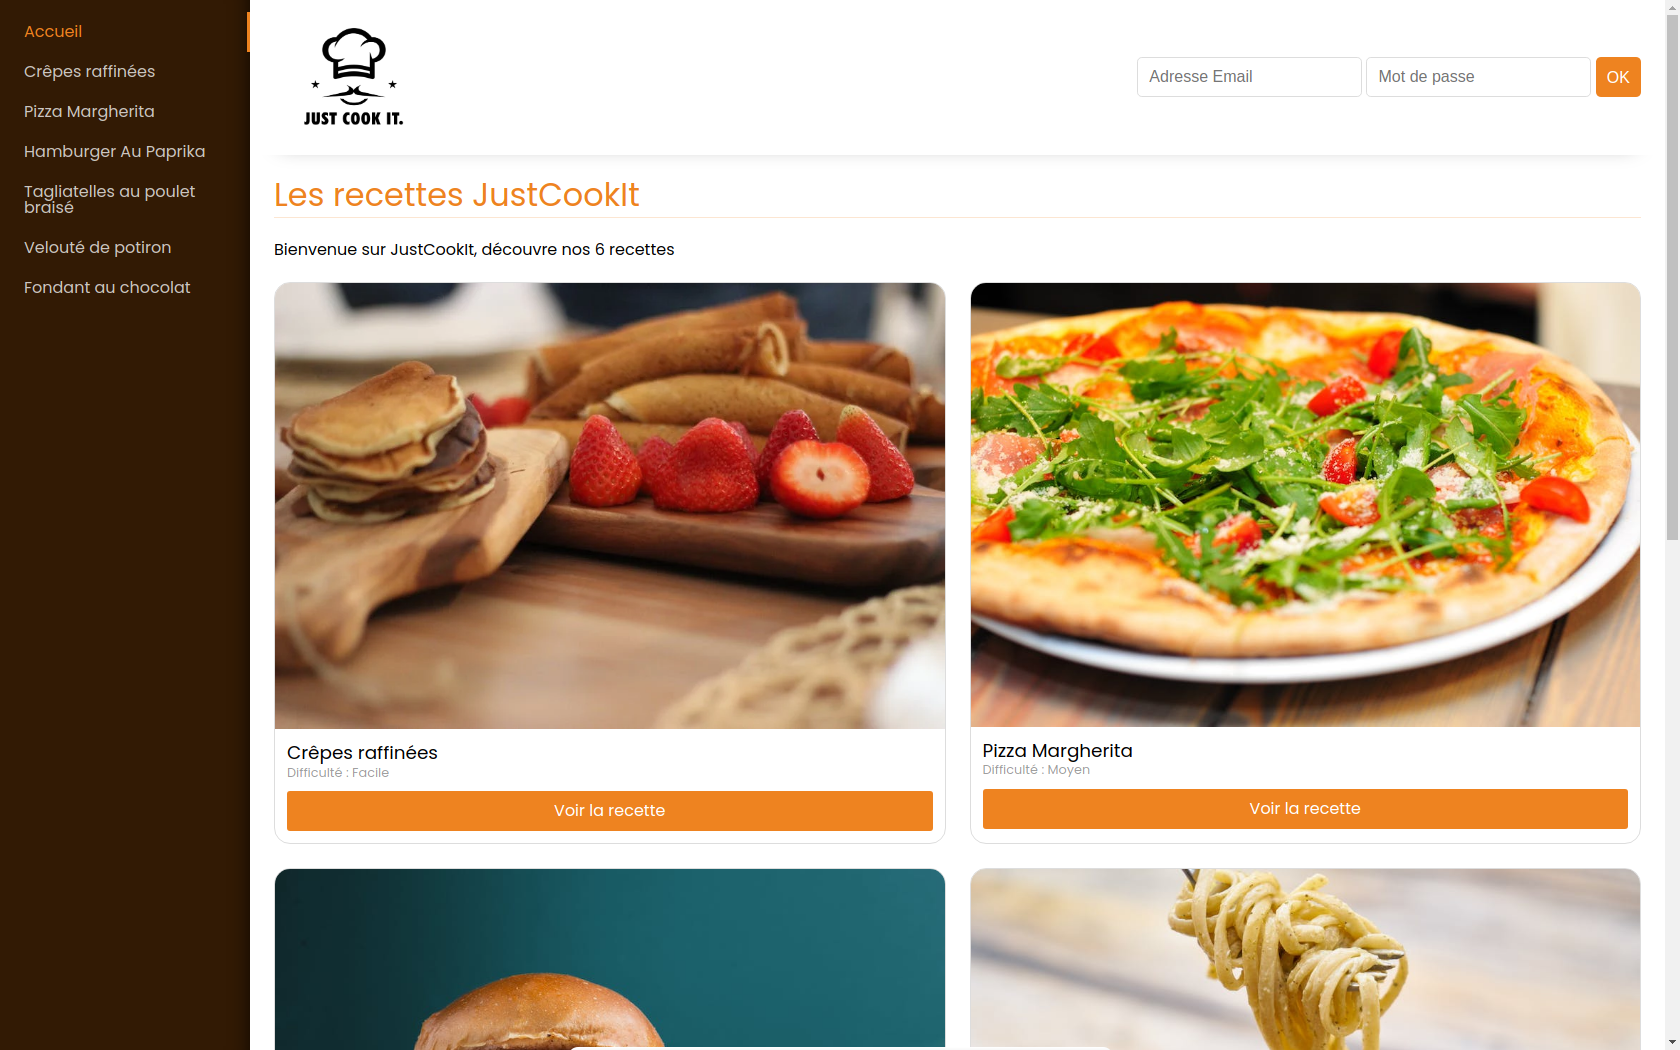 Accueil
Crêpes raffinées
Pizza Margherita
Hamburger Au Paprika
Tagliatelles au poulet
braisé
Velouté de potiron
Fondant au chocolat
JUST COOK IT.
Adresse Email
Mot de passe
OK
Les recettes JustCookIt
Bienvenue sur JustCookIt, découvre nos 6 recettes
Crêpes raffinées
Difficulté : Facile
Voir la recette
Pizza Margherita
Difficulté : Moyen
Voir la recette